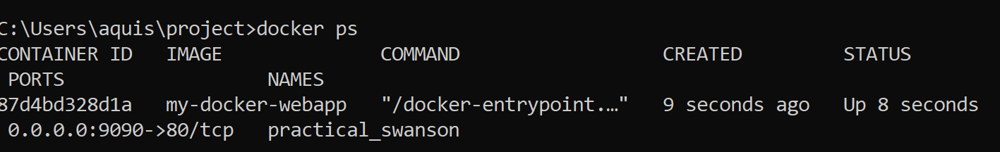 C:\Users\aquis\project>docker ps
CONTAINER ID   IMAGE              COMMAND                  CREATED         STATUS
 PORTS                  NAMES
87d4bd328d1a   my-docker-webapp   "/docker-entrypoint.…"   9 seconds ago   Up 8 seconds
 0.0.0.0:9090->80/tcp   practical_swanson